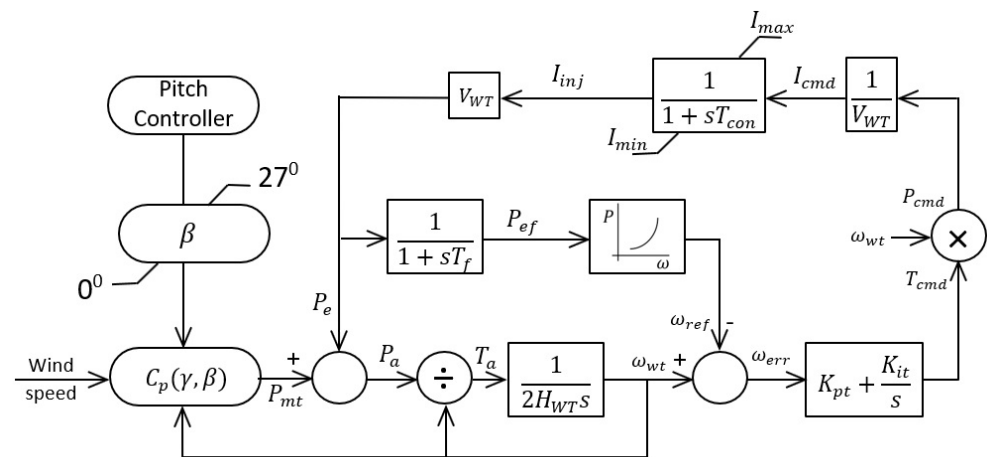 Pitch
Controller
27⁰
β
0⁰
Wind
speed
C_p(γ, β)
+
P_mt
P_e
P_a
÷
T_a
1
2H_WT s
ω_wt
+
-
ω_ref
ω_err
K_pt + K_it
s
T_cmd
ω_wt
×
P_cmd
1
V_WT
I_cmd
I_max
1
1 + sT_con
I_min
I_inj
V_WT
1
1 + sT_f
P_ef
P
ω